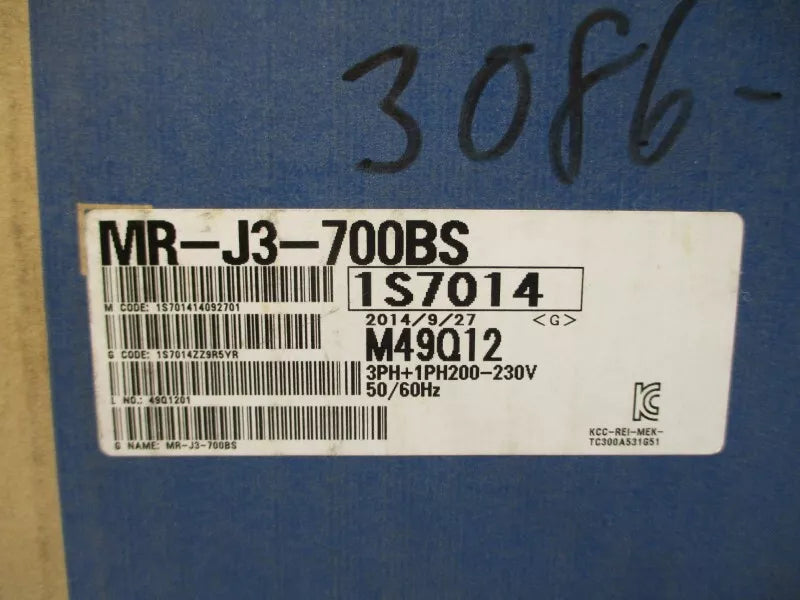 3086-
MR-J3-700BS
1S7014
M CODE: 1S701414092701
2014/9/27 <G>
M49Q12
G CODE: 1S7014ZZ9R5YR
3PH+1PH200-230V
50/60Hz
L NO.: 49Q1201
KCC-REI-MEK-
TC300A531G51
G NAME: MR-J3-700BS